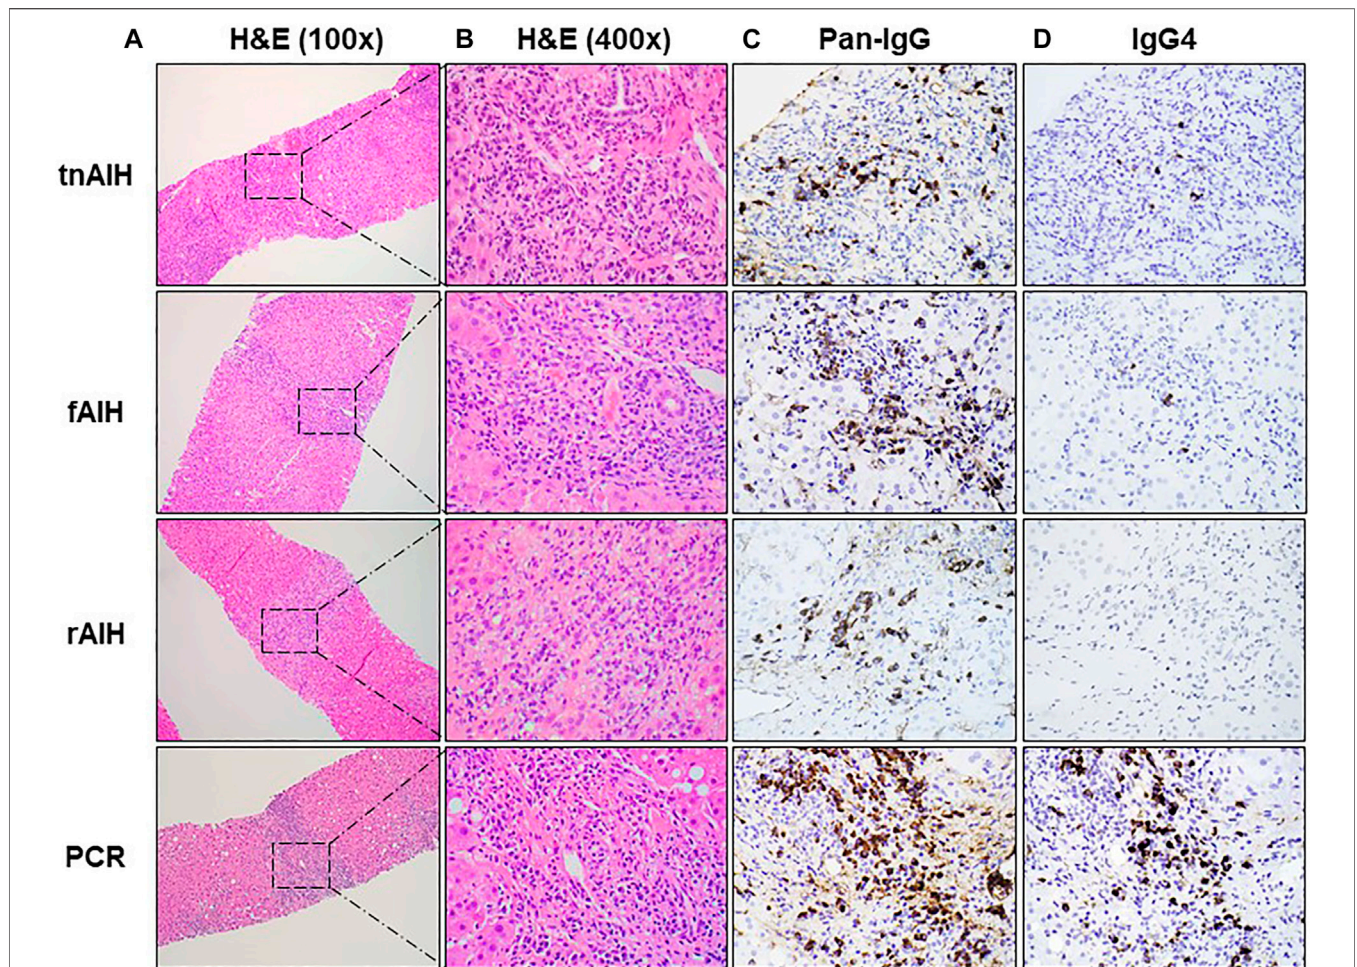 A H&E (100x) B H&E (400x) C Pan-IgG D IgG4
tnAIH
fAIH
rAIH
PCR